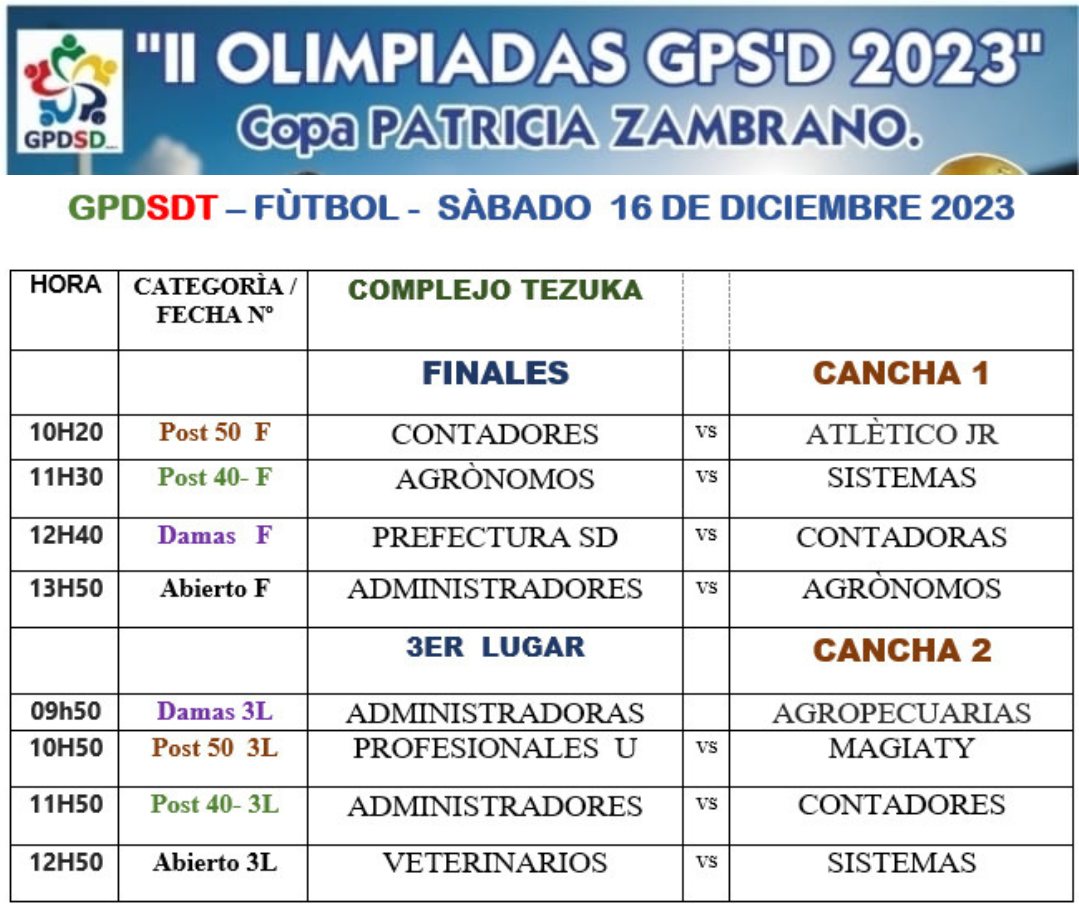 "II OLIMPIADAS GPS'D 2023"
Copa PATRICIA ZAMBRANO.
GPDSD...
GPDSDT – FÙTBOL - SÀBADO 16 DE DICIEMBRE 2023
HORA CATEGORÌA / FECHA Nº COMPLEJO TEZUKA
FINALES CANCHA 1
10H20 Post 50 F CONTADORES vs ATLÈTICO JR
11H30 Post 40- F AGRÒNOMOS vs SISTEMAS
12H40 Damas F PREFECTURA SD vs CONTADORAS
13H50 Abierto F ADMINISTRADORES vs AGRÒNOMOS
3ER LUGAR CANCHA 2
09h50 Damas 3L ADMINISTRADORAS AGROPECUARIAS
10H50 Post 50 3L PROFESIONALES U vs MAGIATY
11H50 Post 40- 3L ADMINISTRADORES vs CONTADORES
12H50 Abierto 3L VETERINARIOS vs SISTEMAS